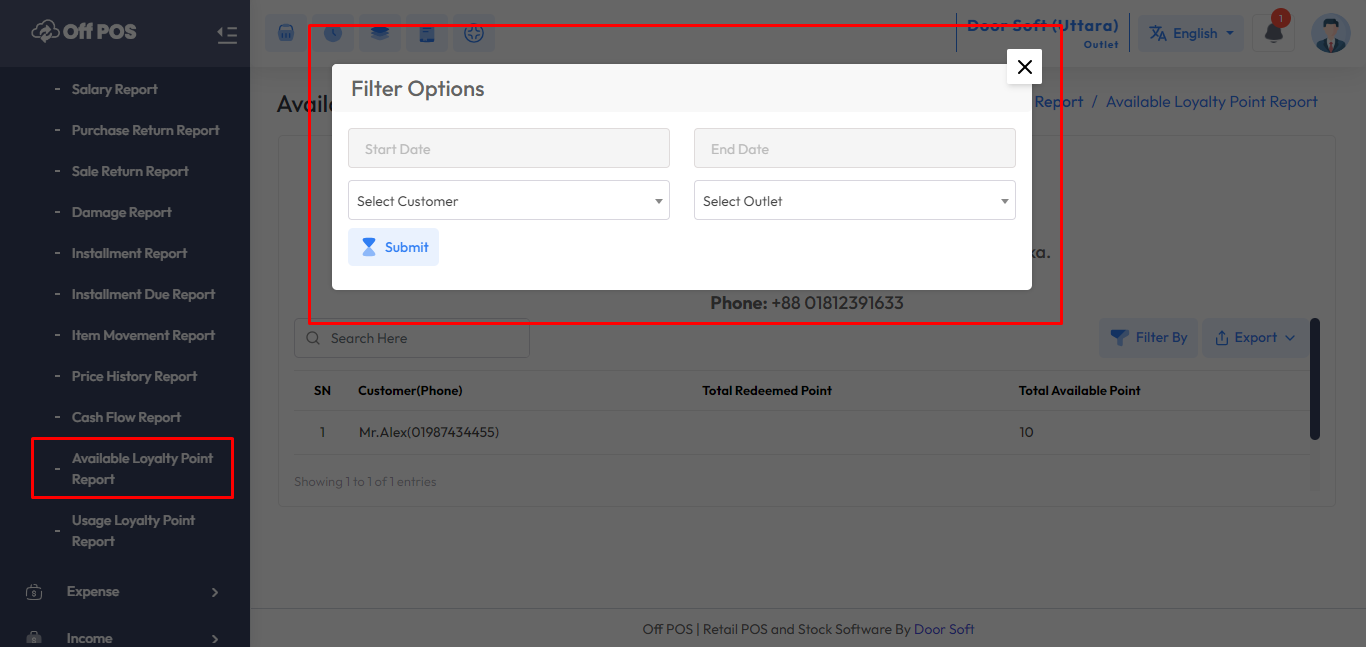 Off POS
Door Soft (Uttara)
Outlet
English
1
Salary Report
Purchase Return Report
Sale Return Report
Damage Report
Installment Report
Installment Due Report
Item Movement Report
Price History Report
Cash Flow Report
Available Loyalty Point
Report
Usage Loyalty Point
Report
Expense
Income
Report / Available Loyalty Point Report
Filter Options
Start Date
End Date
Select Customer
Select Outlet
Submit
Phone: +88 01812391633
Search Here
Filter By
Export
SN Customer(Phone) Total Redeemed Point Total Available Point
1 Mr.Alex(01987434455) 10
Showing 1 to 1 of 1 entries
Off POS | Retail POS and Stock Software By Door Soft